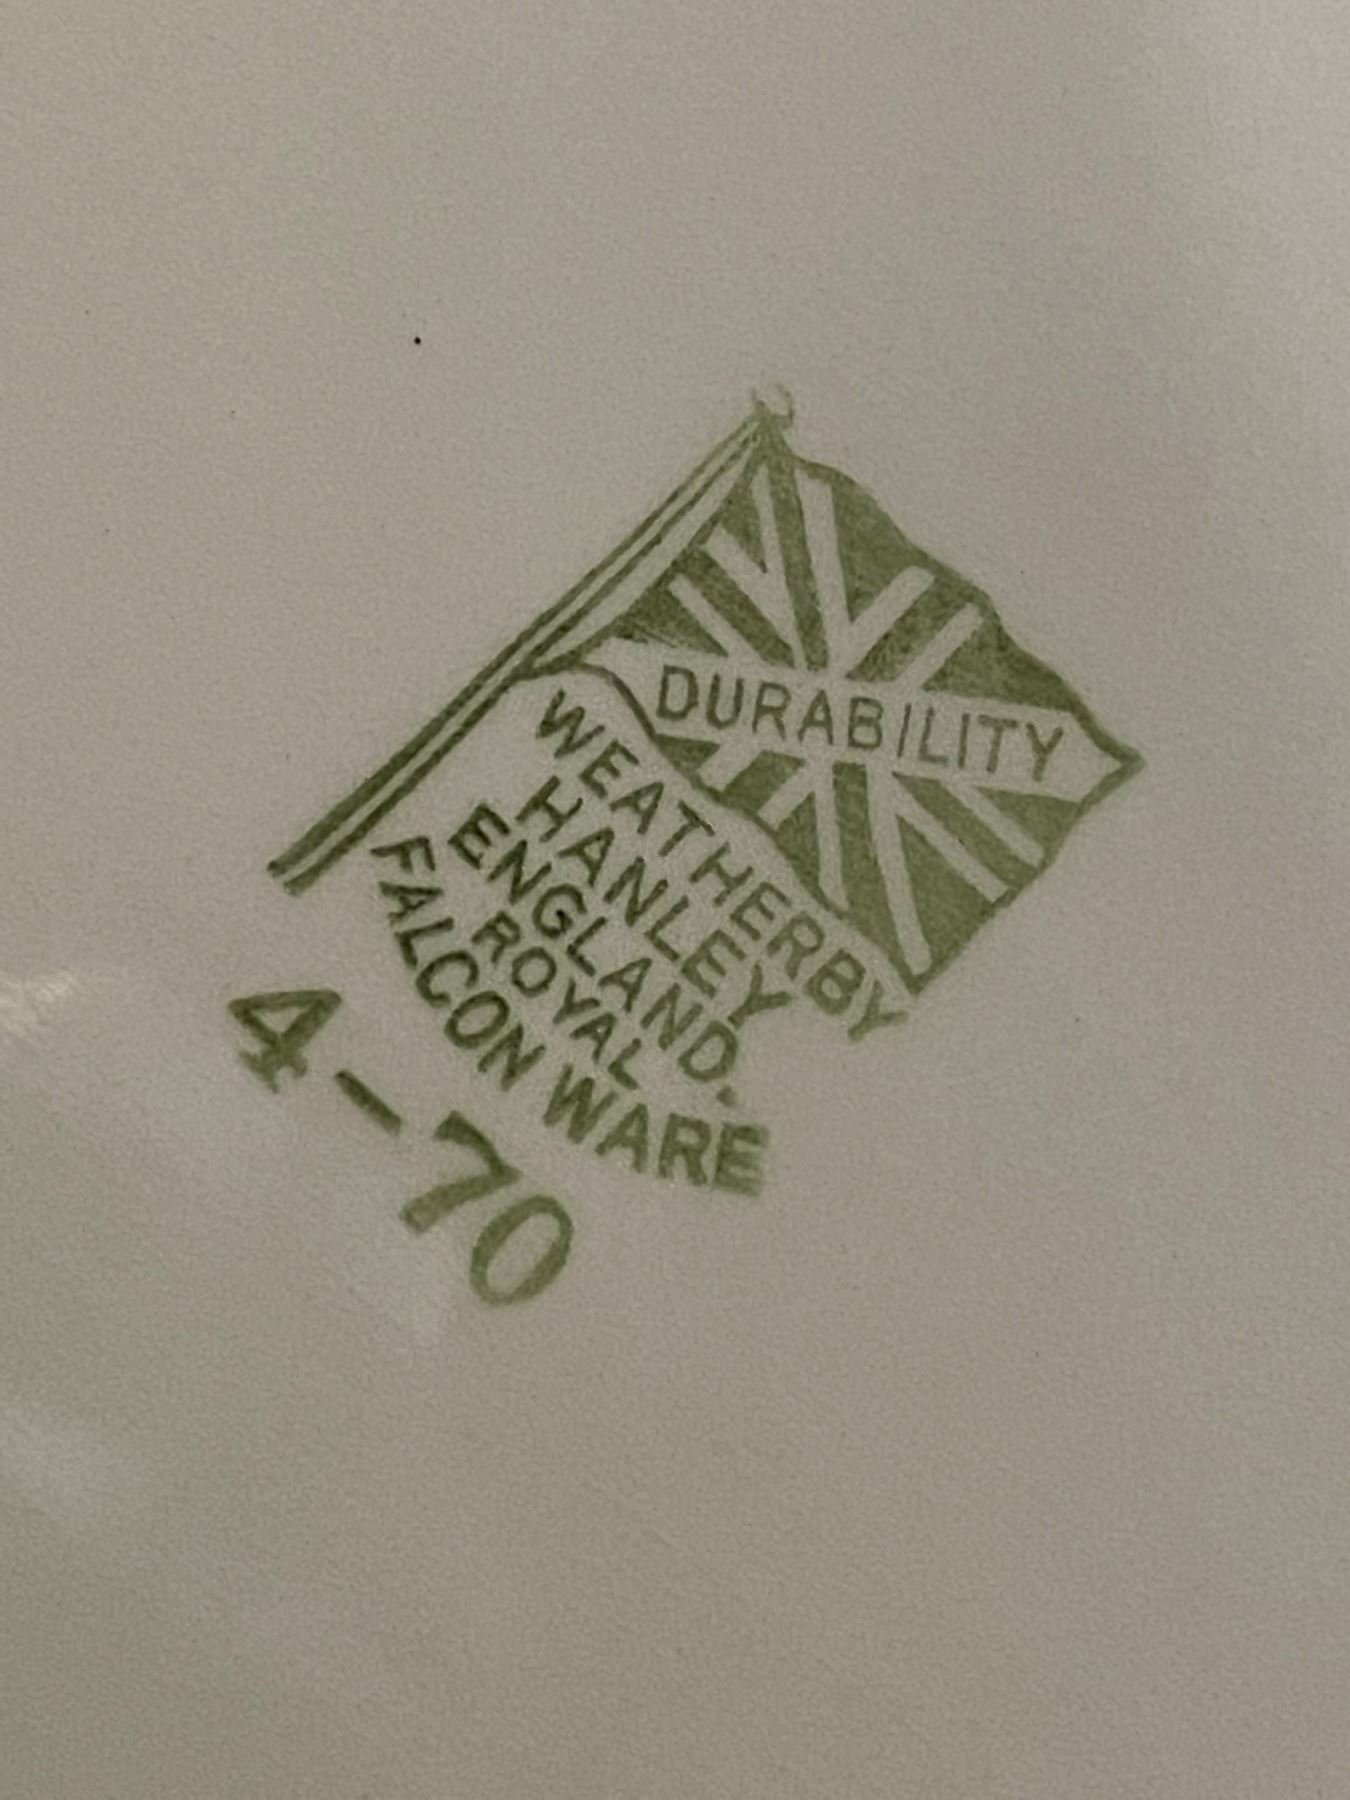 DURABILITY
WEATHERBY
HANLEY
ENGLAND.
ROYAL
FALCON WARE
4-70